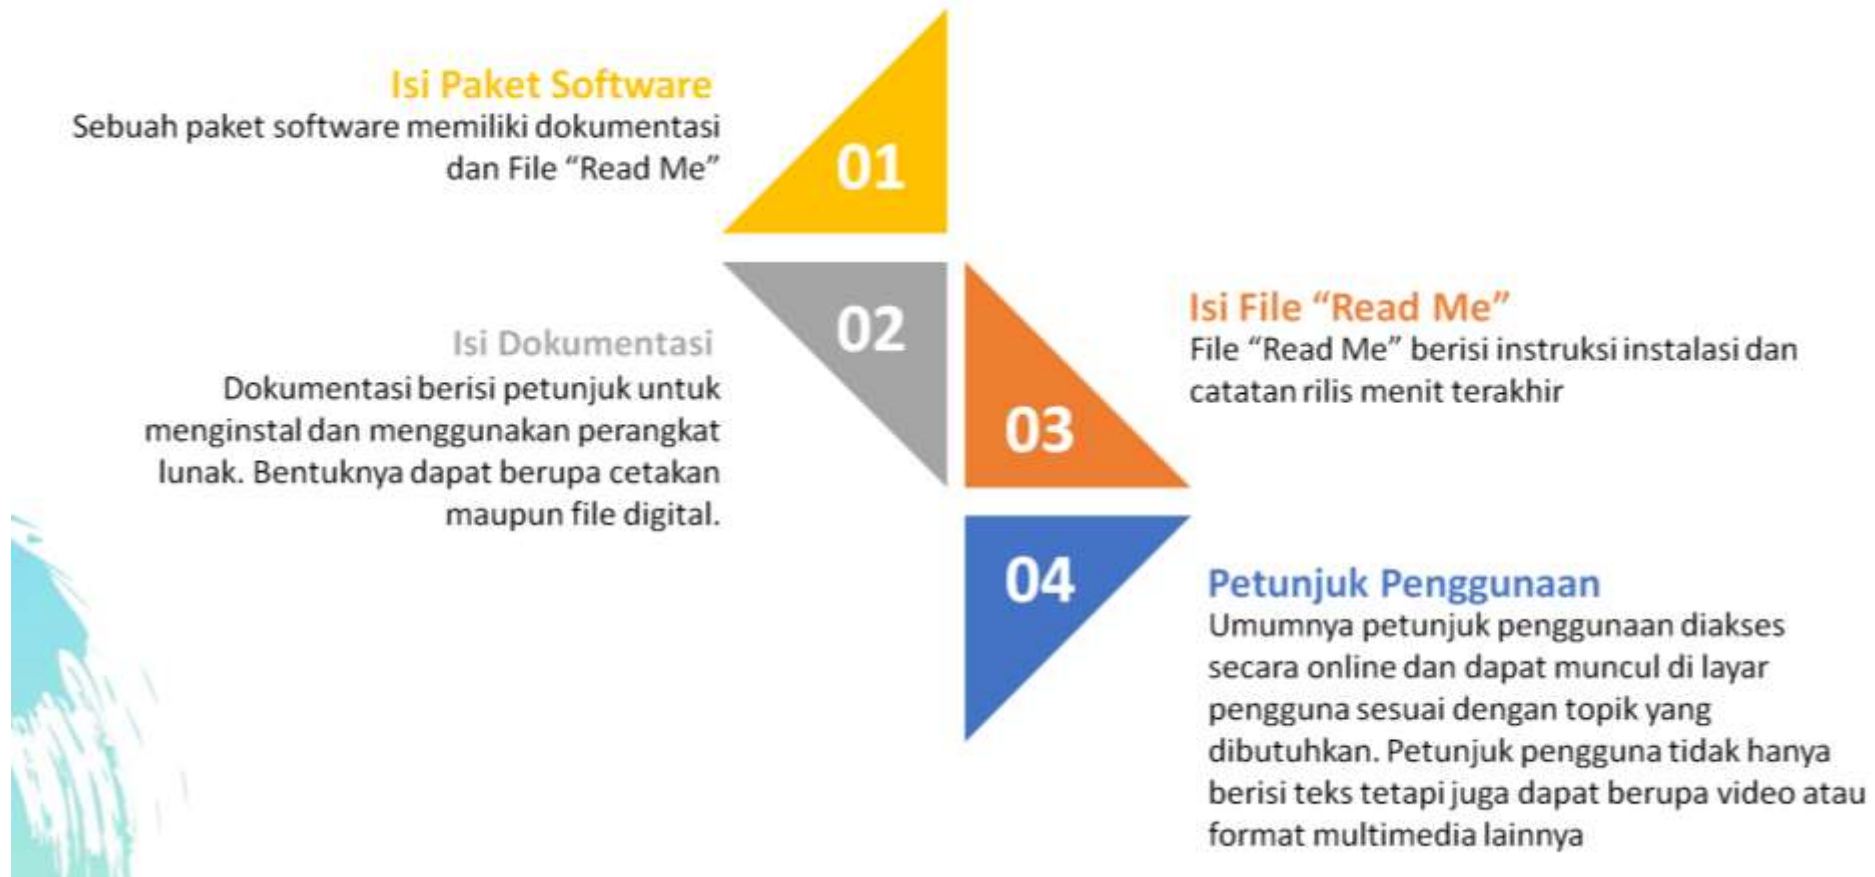 Isi Paket Software
Sebuah paket software memiliki dokumentasi
dan File “Read Me”
01
02
Isi Dokumentasi
Dokumentasi berisi petunjuk untuk
menginstal dan menggunakan perangkat
lunak. Bentuknya dapat berupa cetakan
maupun file digital.
03
Isi File “Read Me”
File “Read Me” berisi instruksi instalasi dan
catatan rilis menit terakhir
04
Petunjuk Penggunaan
Umumnya petunjuk penggunaan diakses
secara online dan dapat muncul di layar
pengguna sesuai dengan topik yang
dibutuhkan. Petunjuk pengguna tidak hanya
berisi teks tetapi juga dapat berupa video atau
format multimedia lainnya